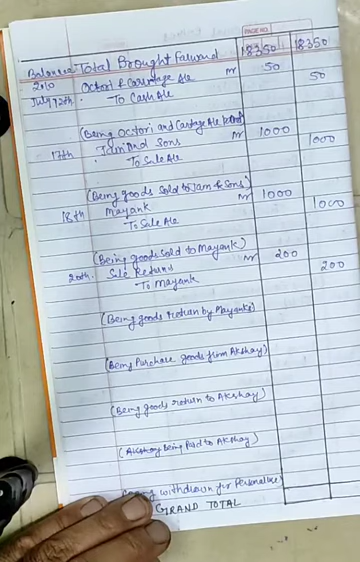 PAGE NO.
Balance Total Brought Forward 18350 18350
2010 Octori & Carriage A/c Dr 50
July 12th To Cash A/c 50
(Being Octori and Cartage A/c paid)
17th Jam and Sons Dr 1000
To Sale A/c 1000
(Being goods Sold to Jam & Sons)
18th Mayank Dr 1000
To Sale A/c 1000
(Being goods sold to Mayank)
20th. Sale Return Dr 200
To Mayank 200
(Being goods return by Mayank)
(Being Purchase goods from Akshay)
(Being goods return to Akshay)
(Akshay Being Paid to Akshay)
withdrawn for Personal use
GRAND TOTAL